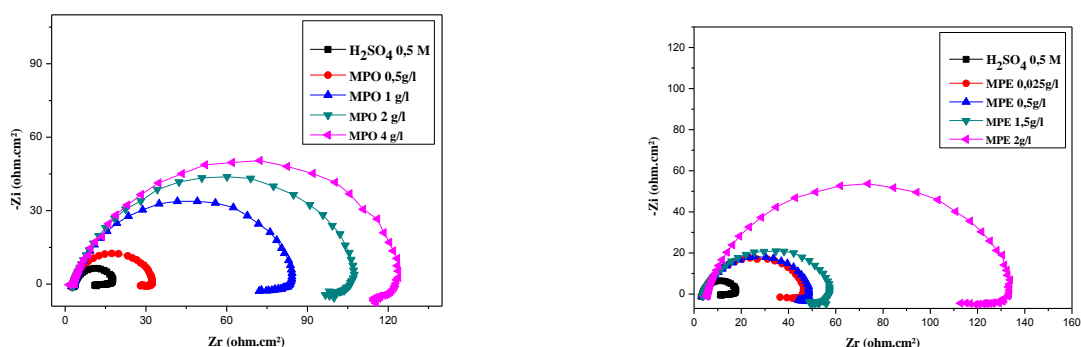 -Zi (ohm.cm²)
90
60
30
0
0
30
60
90
120
Zr (ohm.cm²)
H₂SO₄ 0,5 M
MPO 0,5g/l
MPO 1 g/l
MPO 2 g/l
MPO 4 g/l
-Zi (ohm.cm²)
120
100
80
60
40
20
0
0
20
40
60
80
100
120
140
160
Zr (ohm.cm²)
H₂SO₄ 0,5 M
MPE 0,025g/l
MPE 0,5g/l
MPE 1,5g/l
MPE 2g/l